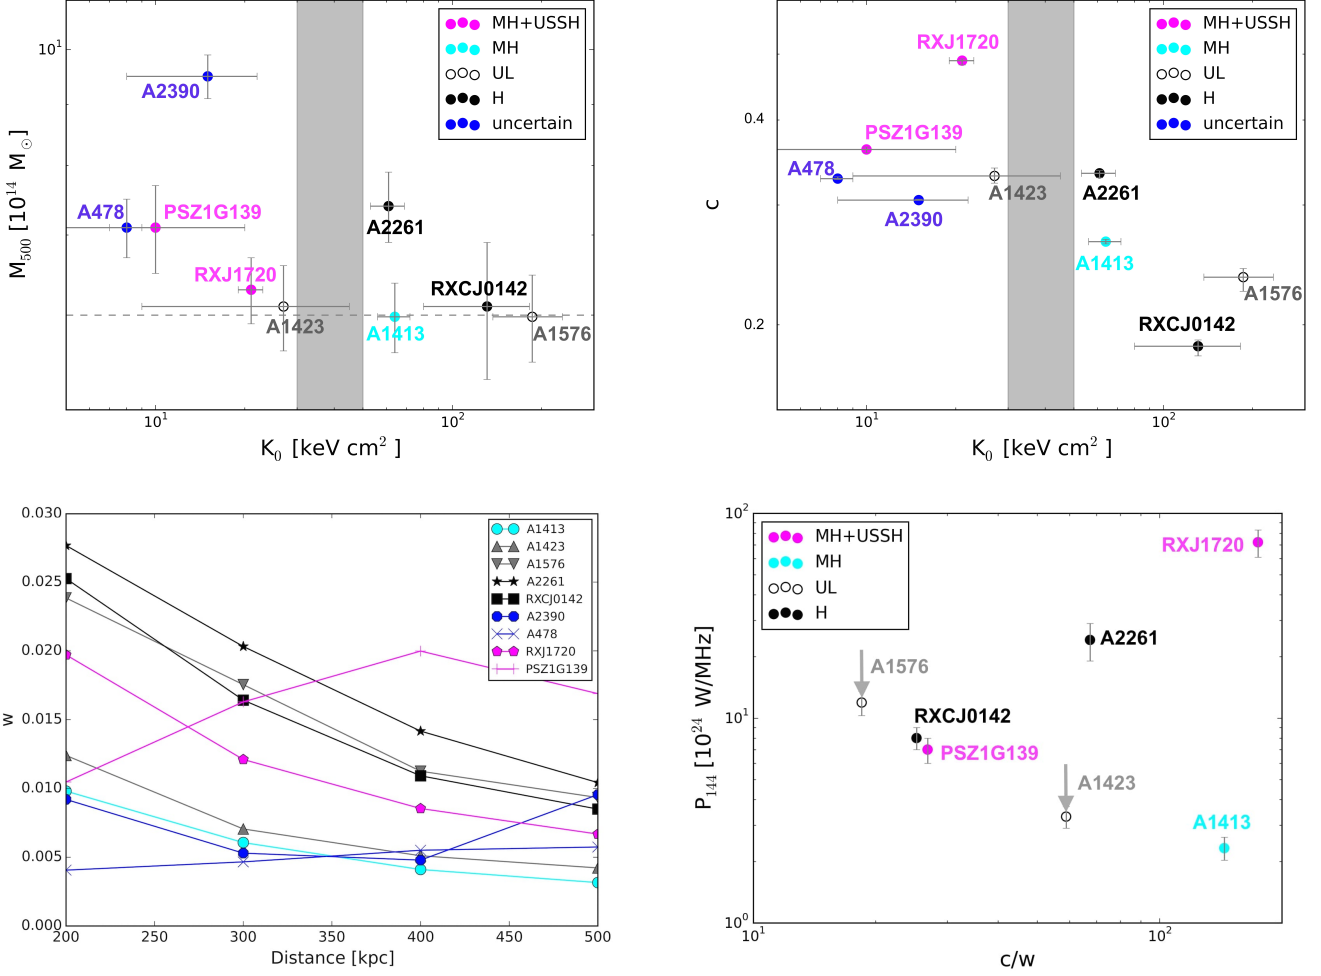 MH+USSH
MH
UL
H
uncertain
10¹
A2390
A478
PSZ1G139
RXJ1720
A1423
A2261
A1413
RXCJ0142
A1576
M₅₀₀ [10¹⁴ M☉]
10¹
10²
K₀ [keV cm² ]
MH+USSH
MH
UL
H
uncertain
RXJ1720
0.4
PSZ1G139
A478
A1423
A2390
A2261
A1413
A1576
RXCJ0142
0.2
c
10¹
10²
K₀ [keV cm² ]
0.030
0.025
0.020
0.015
0.010
0.005
0.000
w
A1413
A1423
A1576
A2261
RXCJ0142
A2390
A478
RXJ1720
PSZ1G139
200 250 300 350 400 450 500
Distance [kpc]
10²
10¹
10⁰
P₁₄₄ [10²⁴ W/MHz]
MH+USSH
MH
UL
H
RXJ1720
A2261
A1576
RXCJ0142
PSZ1G139
A1423
A1413
10¹
10²
c/w